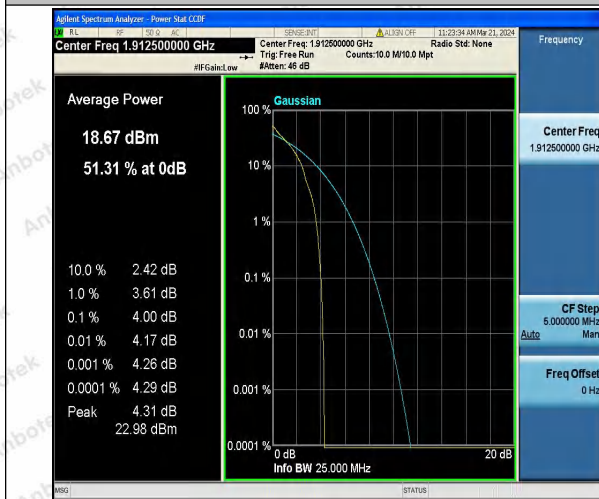 Agilent Spectrum Analyzer - Power Stat CCDF
RL RF 50 Ω AC SENSE:INT ALIGN OFF 11:23:34 AM Mar 21, 2024
Center Freq 1.912500000 GHz
Center Freq: 1.912500000 GHz Radio Std: None
Trig: Free Run Counts:10.0 M/10.0 Mpt
#IFGain:Low #Atten: 46 dB
Frequency
Center Freq
1.912500000 GHz
CF Step
5.000000 MHz
Auto Man
Freq Offset
0 Hz
Average Power
18.67 dBm
51.31 % at 0dB
10.0 % 2.42 dB
1.0 % 3.61 dB
0.1 % 4.00 dB
0.01 % 4.17 dB
0.001 % 4.26 dB
0.0001 % 4.29 dB
Peak 4.31 dB
22.98 dBm
Gaussian
100 %
10 %
1 %
0.1 %
0.01 %
0.001 %
0.0001 %
0 dB 20 dB
Info BW 25.000 MHz
MSG STATUS